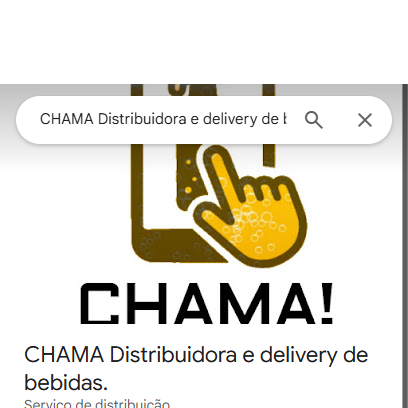 CHAMA Distribuidora e delivery de b
CHAMA!
CHAMA Distribuidora e delivery de
bebidas.
Serviço de distribuição